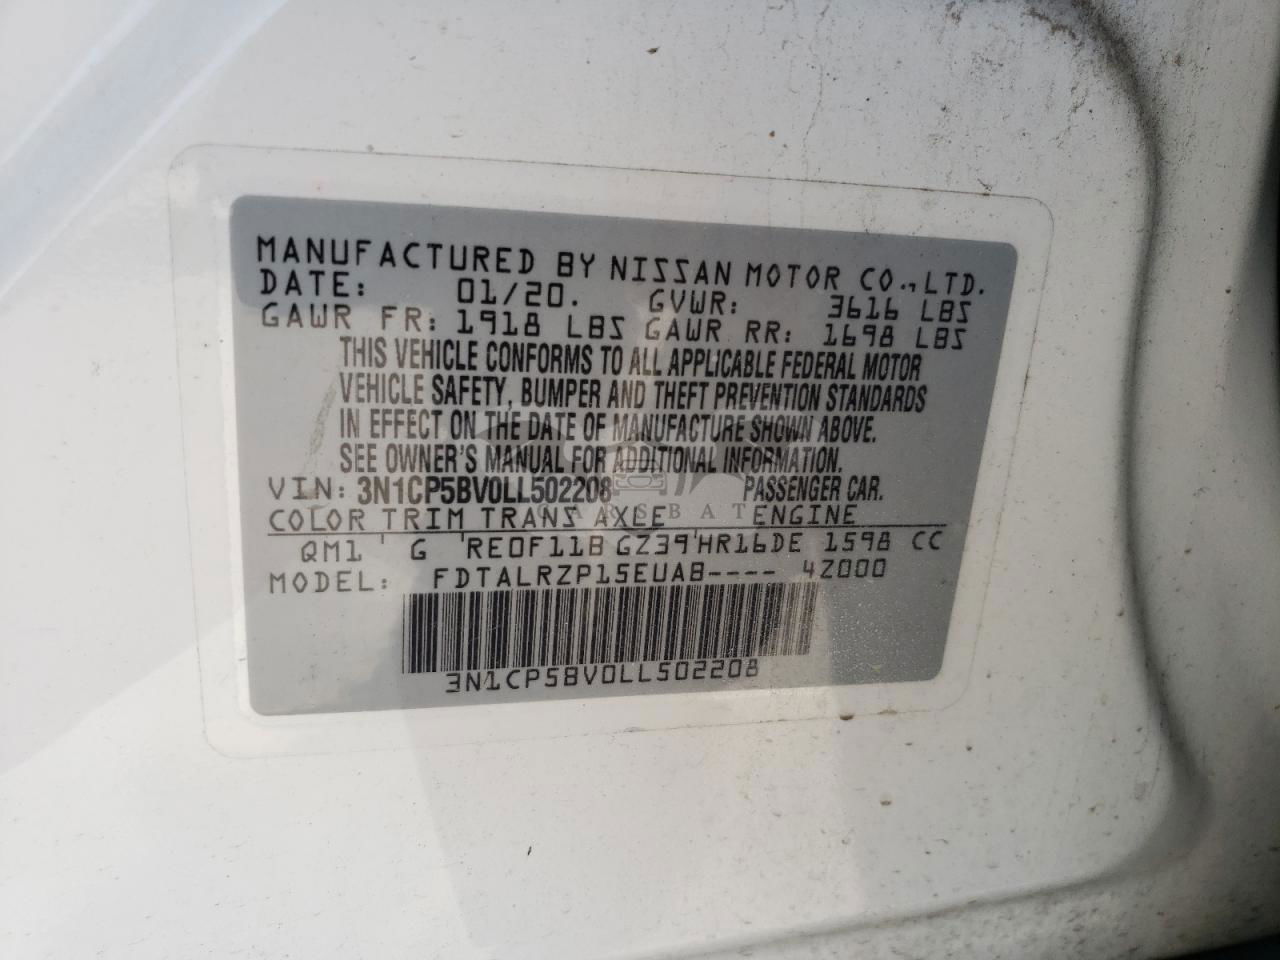 MANUFACTURED BY NISSAN MOTOR CO., LTD.
DATE: 01/20. GVWR: 3616 LBS
GAWR FR: 1918 LBS GAWR RR: 1698 LBS
THIS VEHICLE CONFORMS TO ALL APPLICABLE FEDERAL MOTOR
VEHICLE SAFETY, BUMPER AND THEFT PREVENTION STANDARDS
IN EFFECT ON THE DATE OF MANUFACTURE SHOWN ABOVE.
SEE OWNER'S MANUAL FOR ADDITIONAL INFORMATION.
VIN: 3N1CP5BV0LL502208 PASSENGER CAR.
CARSBAT
COLOR TRIM TRANS AXLE ENGINE
QM1 ' G 'RE0F11B GZ39'HR16DE 1598 CC
MODEL: FDTALRZP15EUAB---- 4Z000
3N1CP5BV0LL502208